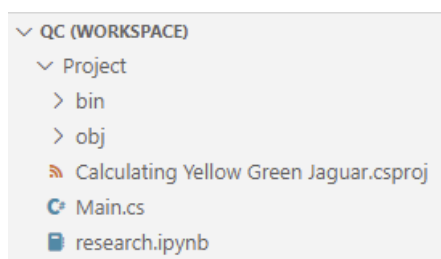 QC (WORKSPACE)
Project
bin
obj
Calculating Yellow Green Jaguar.csproj
C# Main.cs
research.ipynb